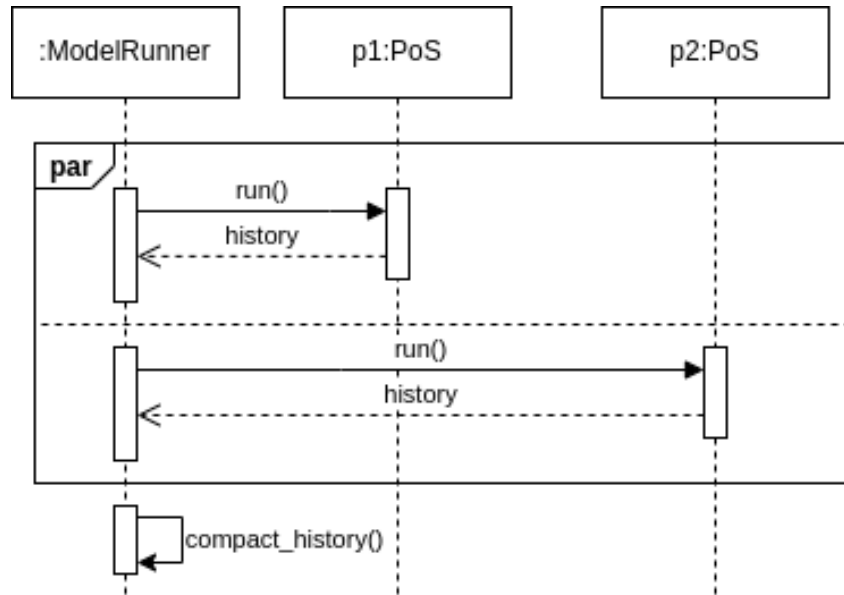 :ModelRunner
p1:PoS
p2:PoS
par
run()
history
run()
history
compact_history()